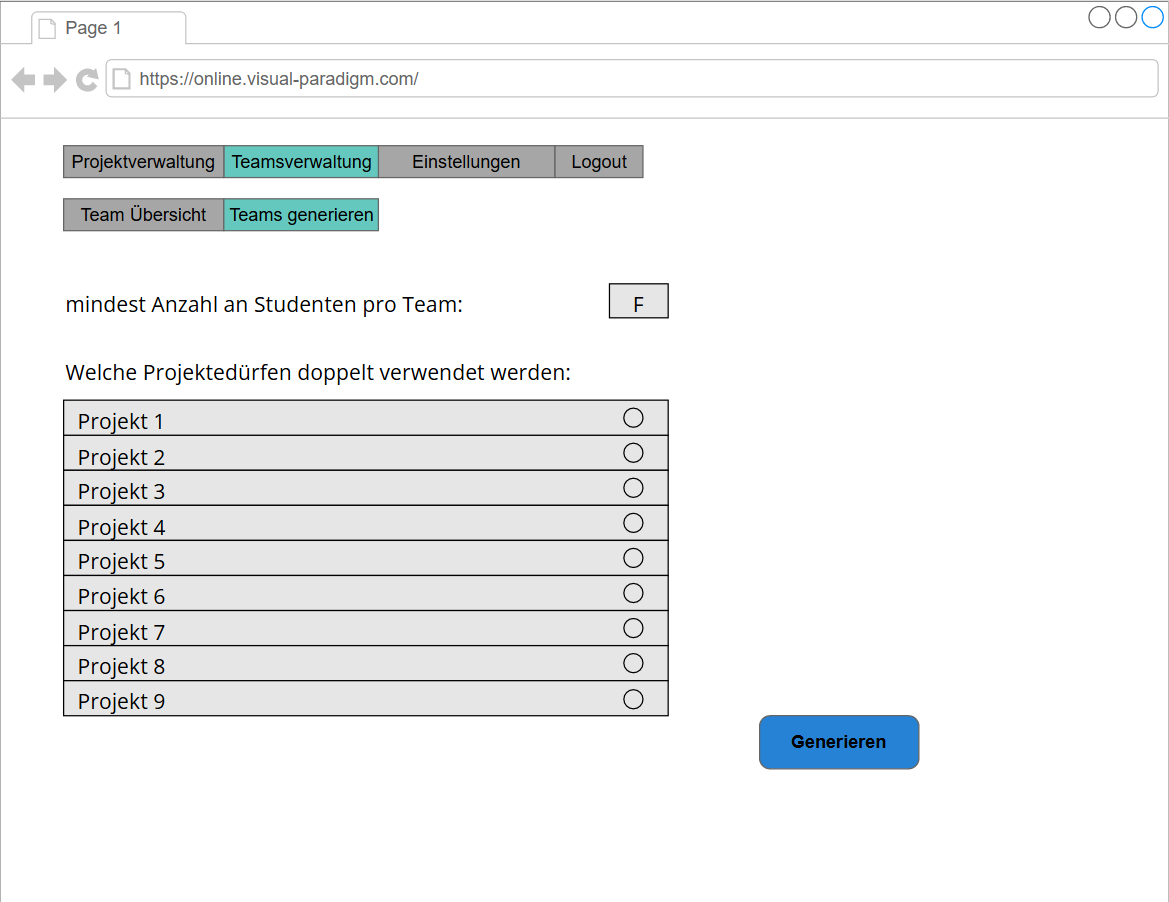 Page 1
https://online.visual-paradigm.com/
Projektverwaltung Teamsverwaltung Einstellungen Logout
Team Übersicht Teams generieren
mindest Anzahl an Studenten pro Team: F
Welche Projektedürfen doppelt verwendet werden:
Projekt 1
Projekt 2
Projekt 3
Projekt 4
Projekt 5
Projekt 6
Projekt 7
Projekt 8
Projekt 9
Generieren